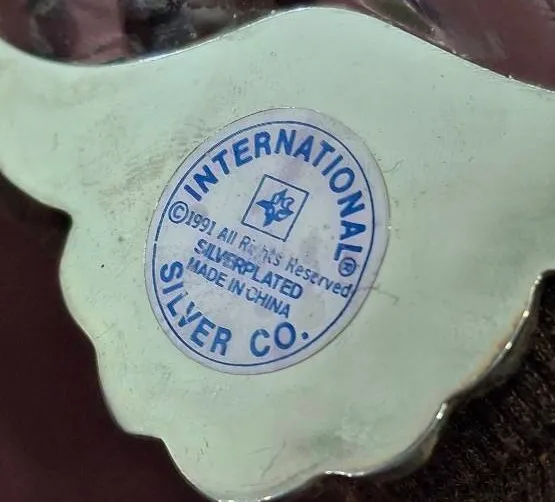 INTERNATIONAL®
©1991 All Rights Reserved
SILVERPLATED
MADE IN CHINA
SILVER CO.